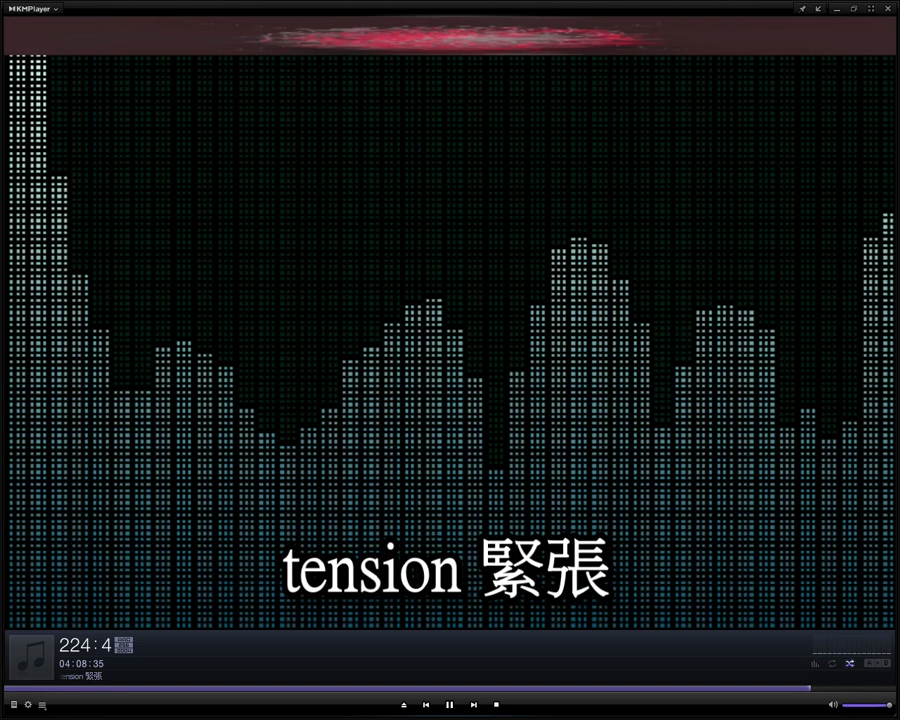 KMPlayer
tension 緊張
224:4
04:08:35
tension 緊張